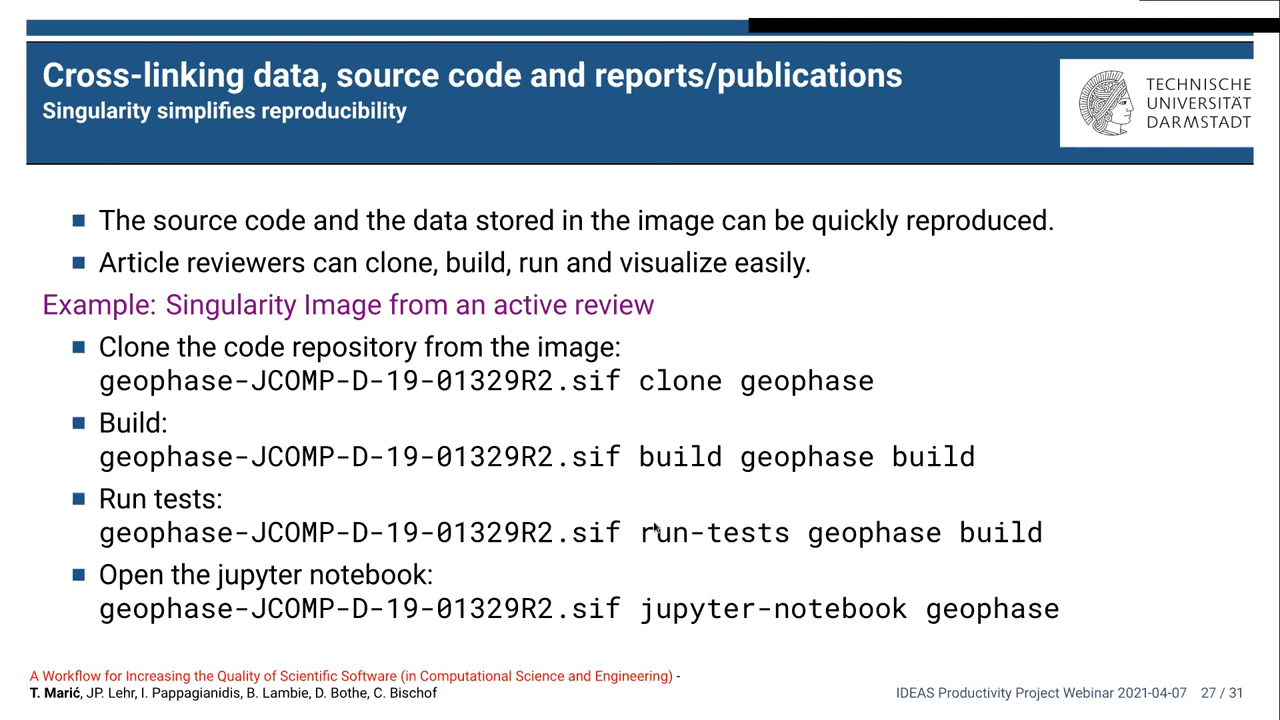 Cross-linking data, source code and reports/publications
Singularity simplifies reproducibility
TECHNISCHE
UNIVERSITÄT
DARMSTADT
The source code and the data stored in the image can be quickly reproduced.
Article reviewers can clone, build, run and visualize easily.
Example: Singularity Image from an active review
Clone the code repository from the image:
geophase-JCOMP-D-19-01329R2.sif clone geophase
Build:
geophase-JCOMP-D-19-01329R2.sif build geophase build
Run tests:
geophase-JCOMP-D-19-01329R2.sif run-tests geophase build
Open the jupyter notebook:
geophase-JCOMP-D-19-01329R2.sif jupyter-notebook geophase
A Workflow for Increasing the Quality of Scientific Software (in Computational Science and Engineering) -
T. Marić, JP. Lehr, I. Pappagianidis, B. Lambie, D. Bothe, C. Bischof
IDEAS Productivity Project Webinar 2021-04-07 27 / 31